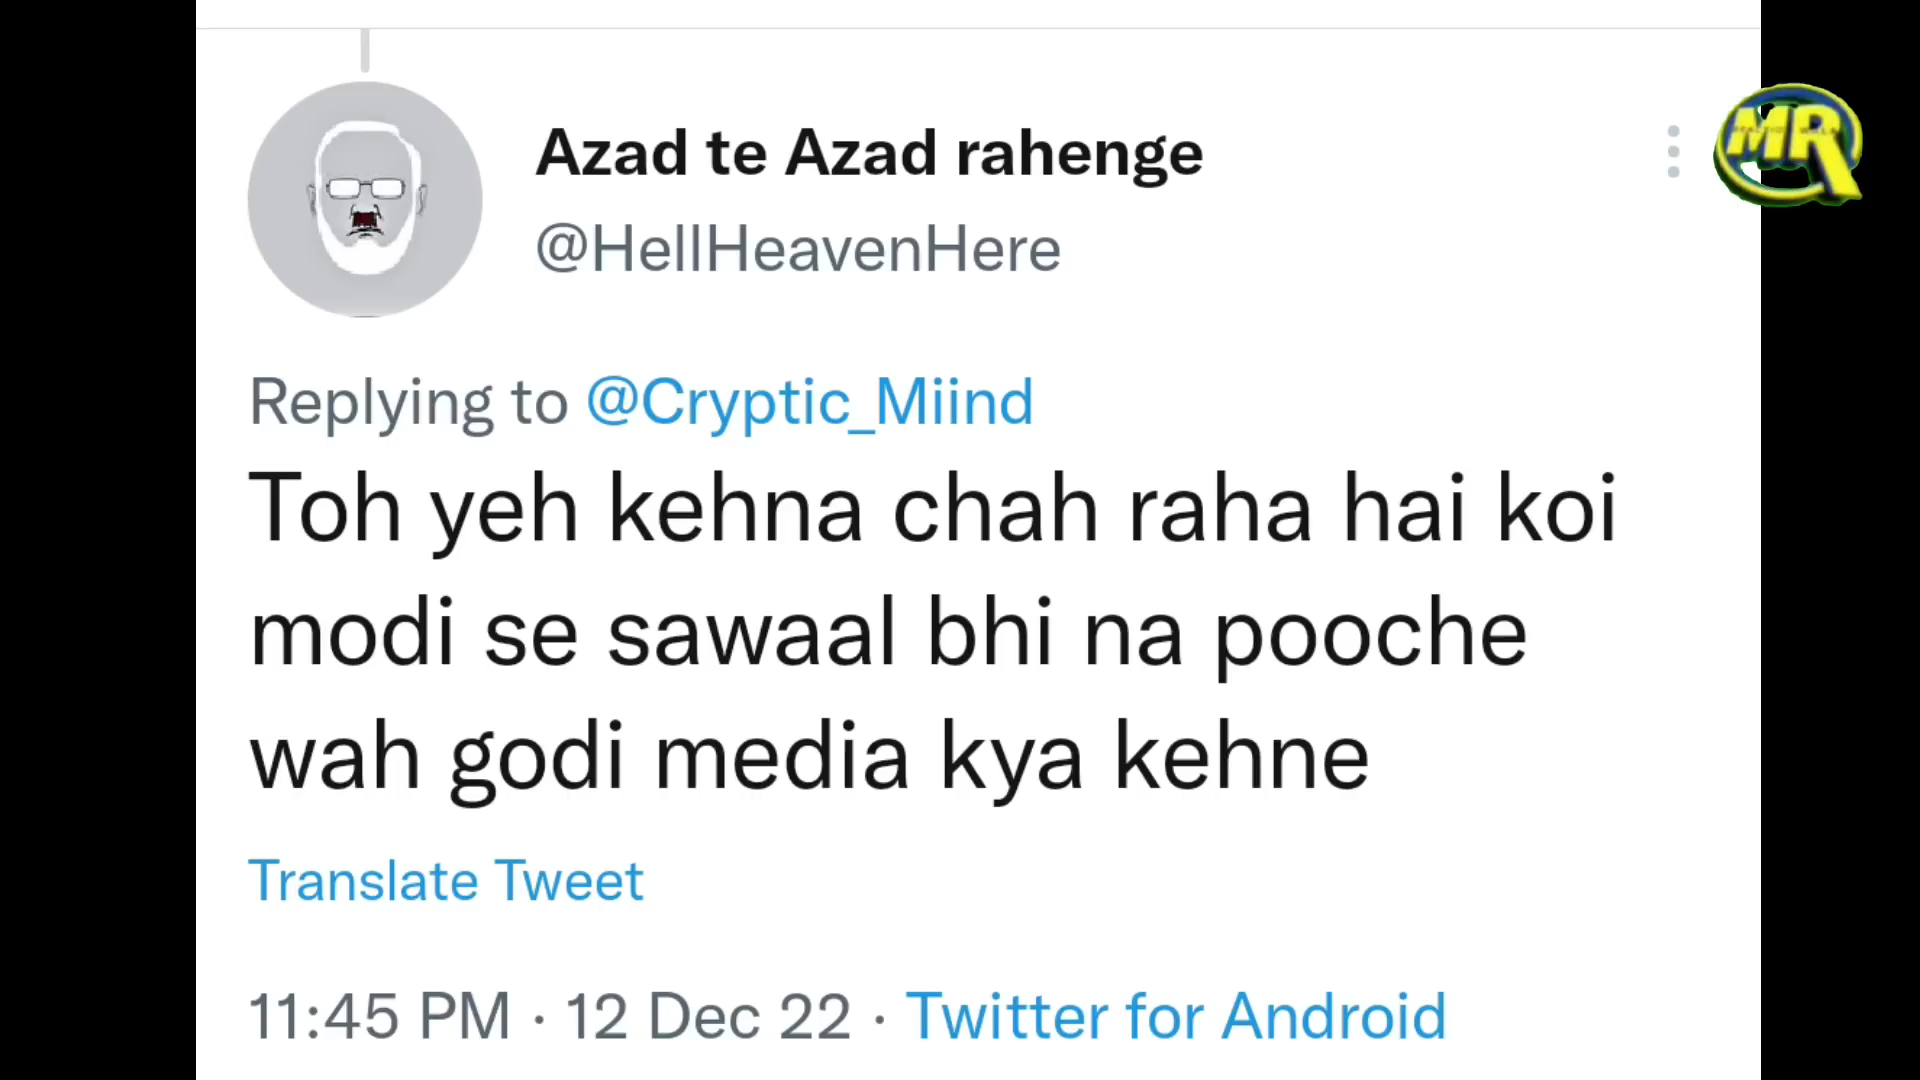 Azad te Azad rahenge
@HellHeavenHere
MR
Replying to @Cryptic_Miind
Toh yeh kehna chah raha hai koi
modi se sawaal bhi na pooche
wah godi media kya kehne
Translate Tweet
11:45 PM · 12 Dec 22 · Twitter for Android